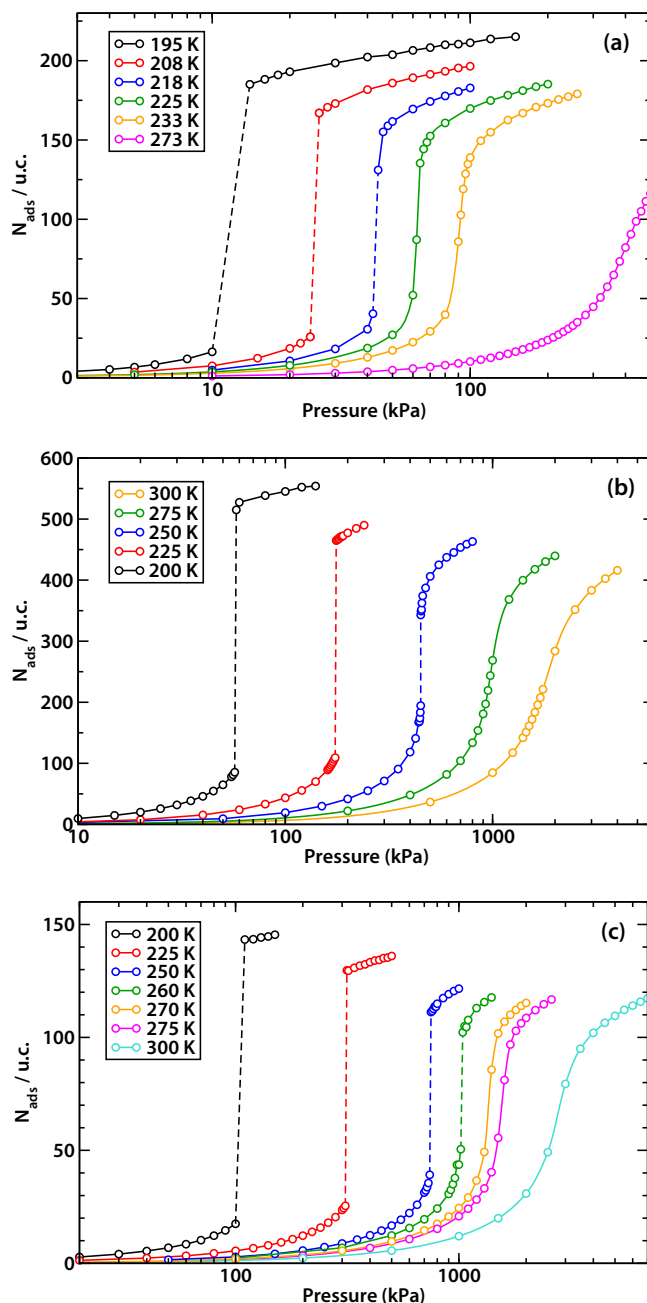 (a)
195 K
208 K
218 K
225 K
233 K
273 K
200
150
100
50
0
N_ads / u.c.
10
100
Pressure (kPa)
(b)
300 K
275 K
250 K
225 K
200 K
600
500
400
300
200
100
0
N_ads / u.c.
10
100
1000
Pressure (kPa)
(c)
200 K
225 K
250 K
260 K
270 K
275 K
300 K
150
100
50
0
N_ads / u.c.
100
1000
Pressure (kPa)